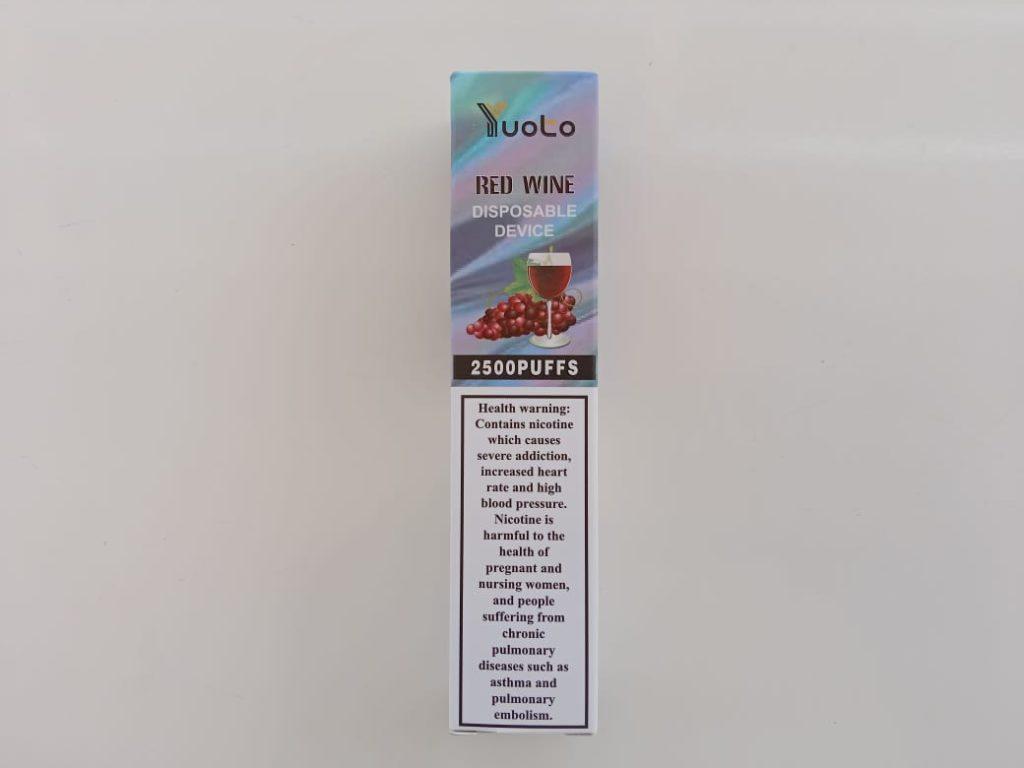 Yuoto
RED WINE
DISPOSABLE
DEVICE
2500PUFFS
Health warning:
Contains nicotine
which causes
severe addiction,
increased heart
rate and high
blood pressure.
Nicotine is
harmful to the
health of
pregnant and
nursing women,
and people
suffering from
chronic
pulmonary
diseases such as
asthma and
pulmonary
embolism.